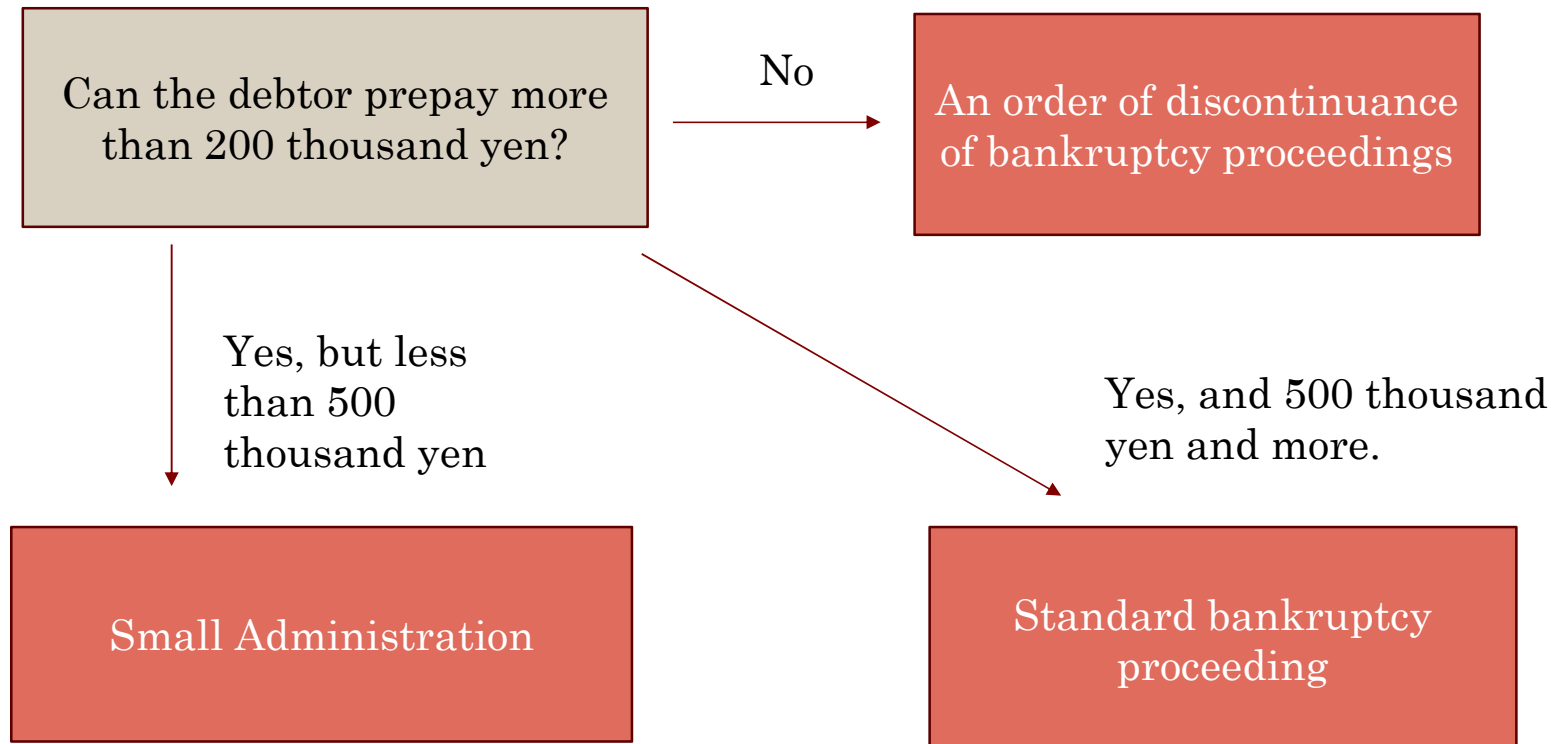 Can the debtor prepay more
than 200 thousand yen?
No
An order of discontinuance
of bankruptcy proceedings
Yes, but less
than 500
thousand yen
Yes, and 500 thousand
yen and more.
Small Administration
Standard bankruptcy
proceeding